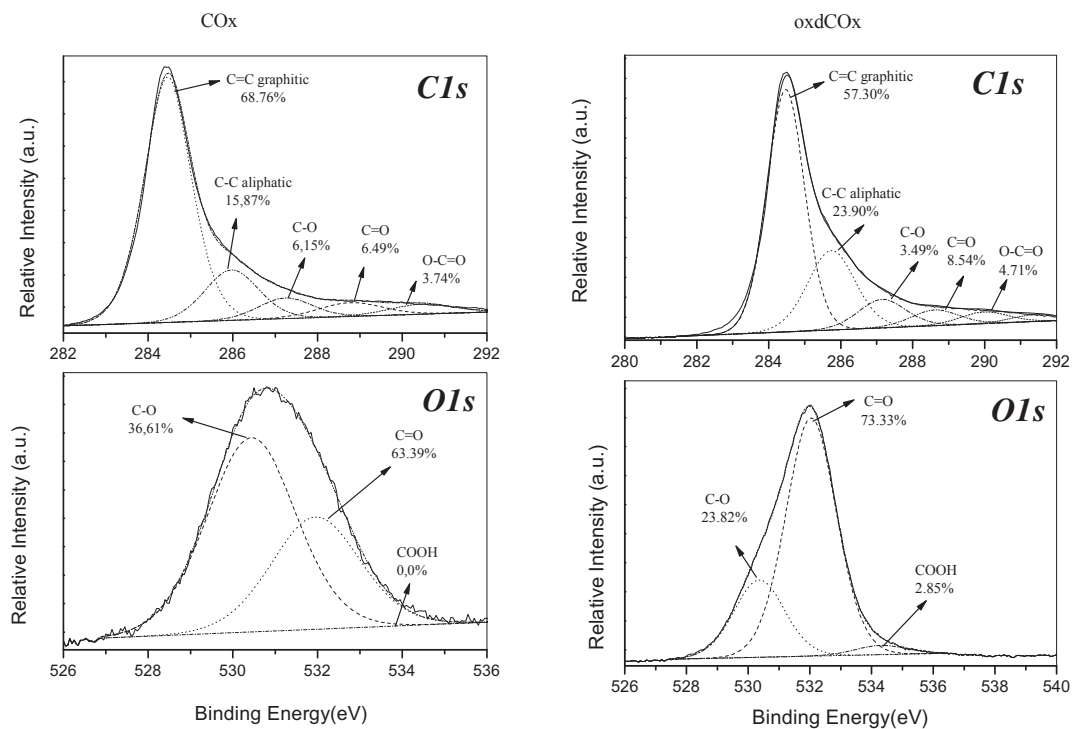 COx
oxdCOx
C1s
C=C graphitic
68.76%
C-C aliphatic
15,87%
C-O
6,15%
C=O
6.49%
O-C=O
3.74%
Relative Intensity (a.u.)
282 284 286 288 290 292
C1s
C=C graphitic
57.30%
C-C aliphatic
23.90%
C-O
3.49%
C=O
8.54%
O-C=O
4.71%
Relative Intensity (a.u.)
280 282 284 286 288 290 292
O1s
C-O
36,61%
C=O
63.39%
COOH
0,0%
Relative Intensity (a.u.)
526 528 530 532 534 536
Binding Energy(eV)
O1s
C=O
73.33%
C-O
23.82%
COOH
2.85%
Relative Intensity (a.u.)
526 528 530 532 534 536 538 540
Binding Energy(eV)